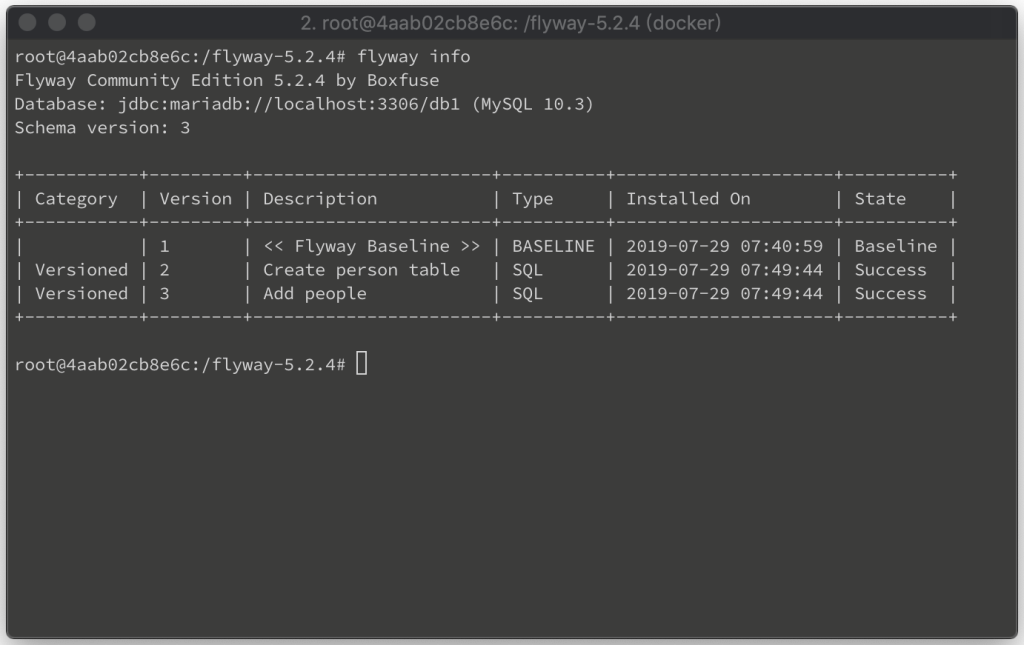 2. root@4aab02cb8e6c: /flyway-5.2.4 (docker)
root@4aab02cb8e6c:/flyway-5.2.4# flyway info
Flyway Community Edition 5.2.4 by Boxfuse
Database: jdbc:mariadb://localhost:3306/db1 (MySQL 10.3)
Schema version: 3
+-----------+---------+-----------------------+----------+---------------------+----------+
| Category  | Version | Description           | Type     | Installed On        | State    |
+-----------+---------+-----------------------+----------+---------------------+----------+
|           | 1       | << Flyway Baseline >> | BASELINE | 2019-07-29 07:40:59 | Baseline |
| Versioned | 2       | Create person table   | SQL      | 2019-07-29 07:49:44 | Success  |
| Versioned | 3       | Add people            | SQL      | 2019-07-29 07:49:44 | Success  |
+-----------+---------+-----------------------+----------+---------------------+----------+
root@4aab02cb8e6c:/flyway-5.2.4#